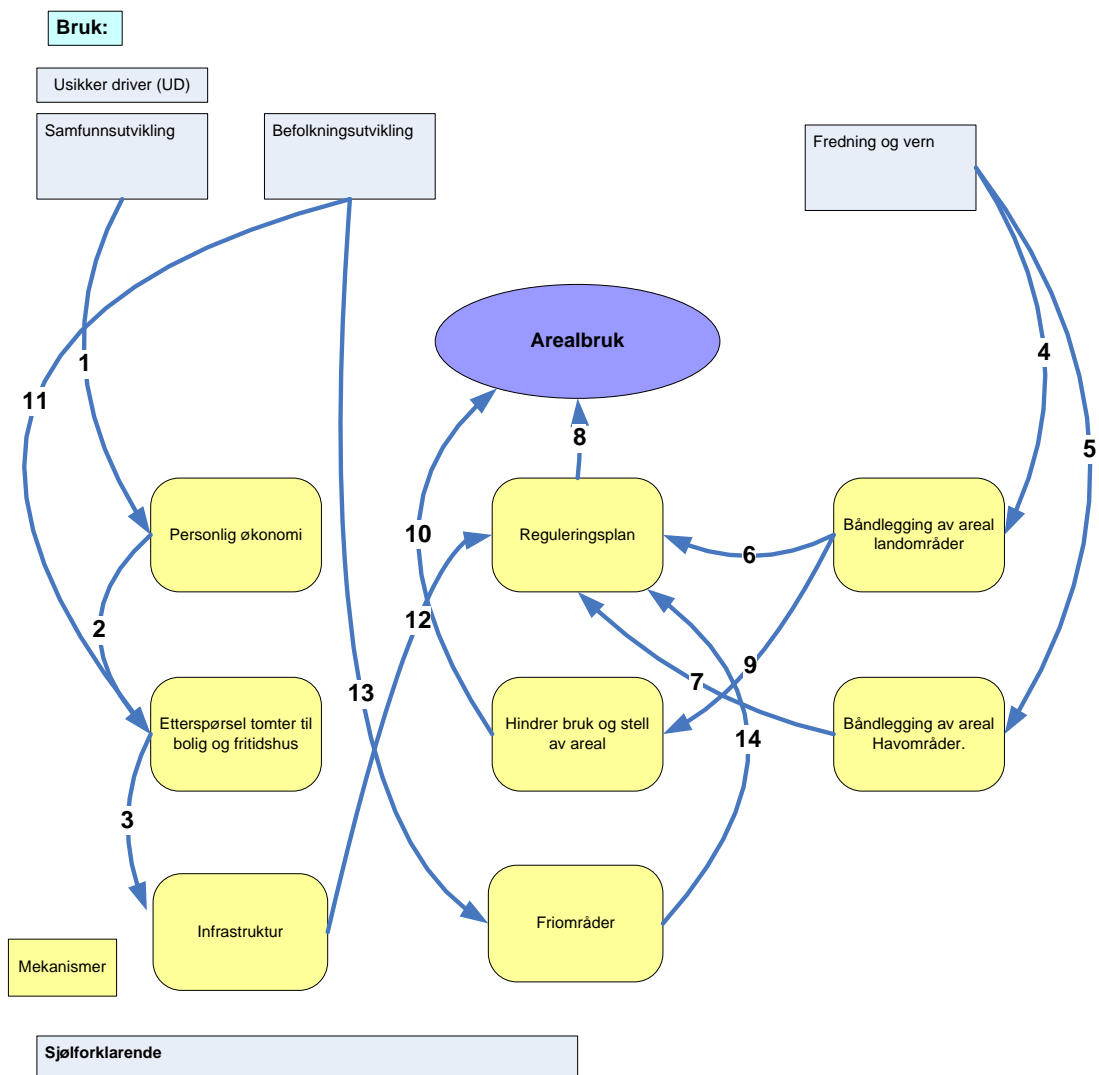 Bruk:
Usikker driver (UD)
Samfunnsutvikling
Befolkningsutvikling
Fredning og vern
Arealbruk
1
4
11
5
8
10
6
Personlig økonomi
Reguleringsplan
Båndlegging av areal
landområder
2
12
13
7
9
14
Etterspørsel tomter til
bolig og fritidshus
Hindrer bruk og stell
av areal
Båndlegging av areal
Havområder.
3
Infrastruktur
Friområder
Mekanismer
Sjølforklarende